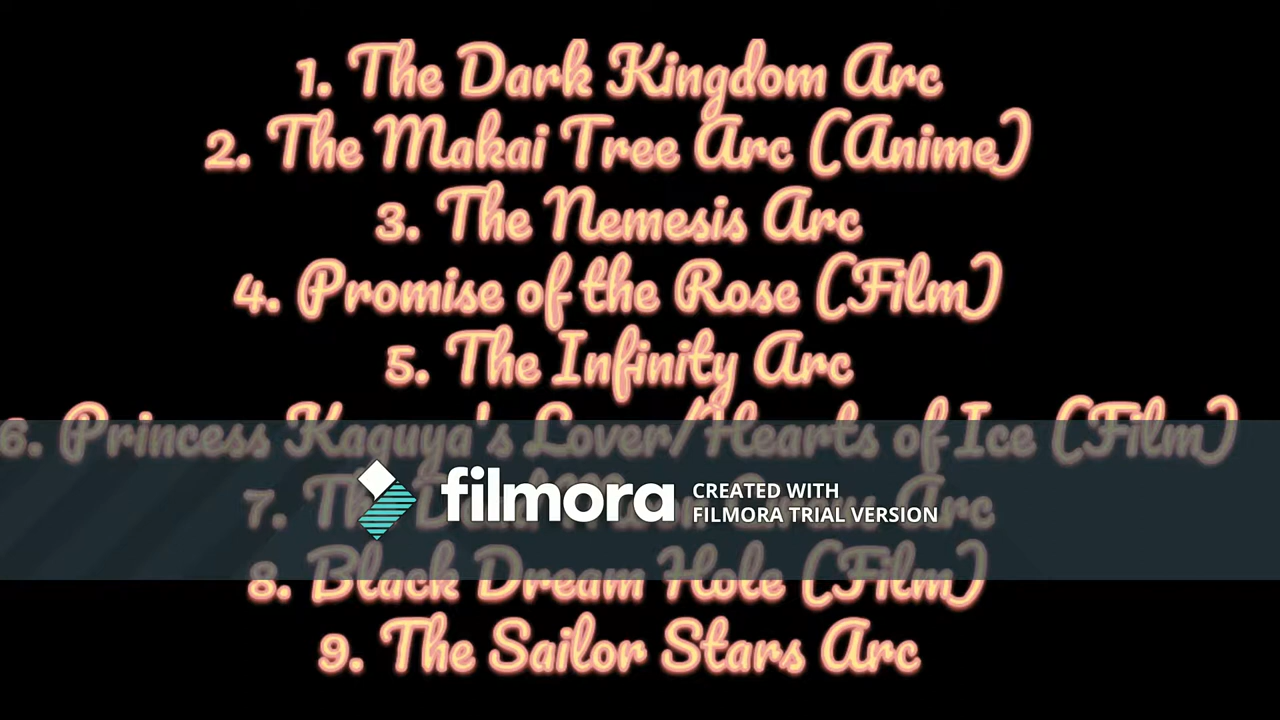 1. The Dark Kingdom Arc
2. The Makai Tree Arc (Anime)
3. The Nemesis Arc
4. Promise of the Rose (Film)
5. The Infinity Arc
6. Princess Kaguya's Lover/Hearts of Ice (Film)
7. The Arc
filmora
CREATED WITH
FILMORA TRIAL VERSION
8. Black Dream Hole (Film)
9. The Sailor Stars Arc